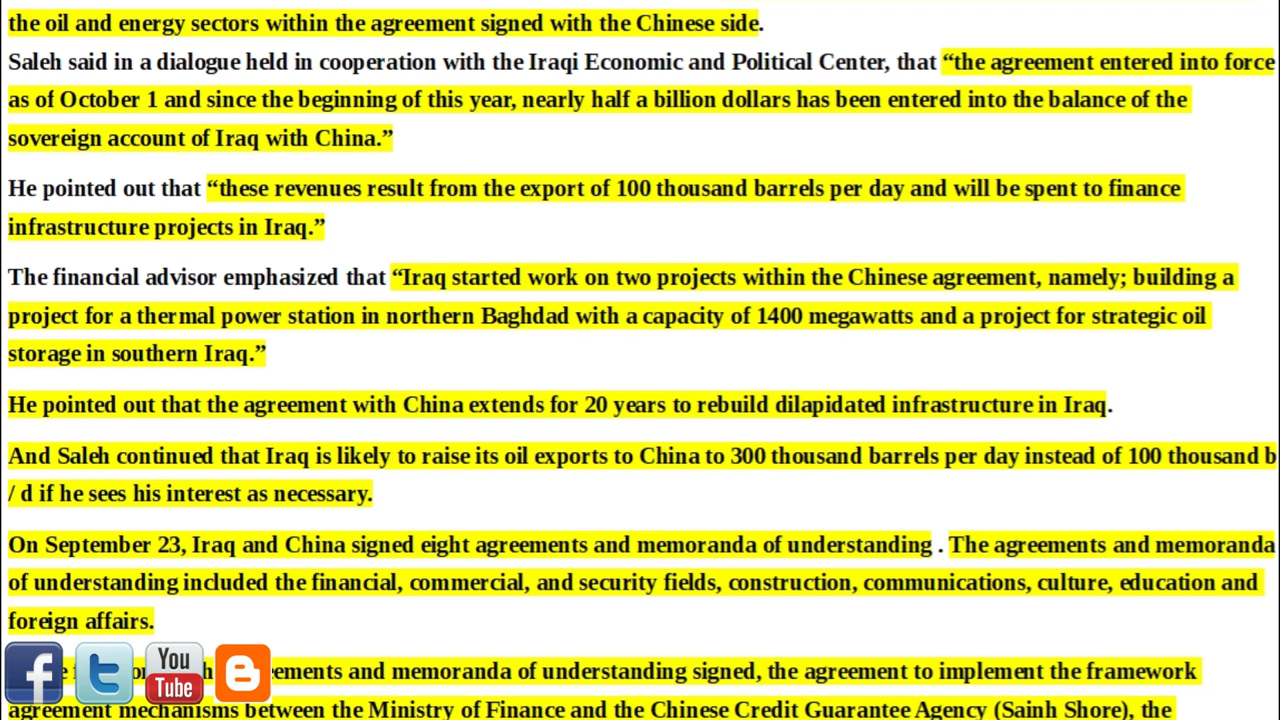 the oil and energy sectors within the agreement signed with the Chinese side.
Saleh said in a dialogue held in cooperation with the Iraqi Economic and Political Center, that “the agreement entered into force
as of October 1 and since the beginning of this year, nearly half a billion dollars has been entered into the balance of the
sovereign account of Iraq with China.”
He pointed out that “these revenues result from the export of 100 thousand barrels per day and will be spent to finance
infrastructure projects in Iraq.”
The financial advisor emphasized that “Iraq started work on two projects within the Chinese agreement, namely; building a
project for a thermal power station in northern Baghdad with a capacity of 1400 megawatts and a project for strategic oil
storage in southern Iraq.”
He pointed out that the agreement with China extends for 20 years to rebuild dilapidated infrastructure in Iraq.
And Saleh continued that Iraq is likely to raise its oil exports to China to 300 thousand barrels per day instead of 100 thousand b
/ d if he sees his interest as necessary.
On September 23, Iraq and China signed eight agreements and memoranda of understanding . The agreements and memoranda
of understanding included the financial, commercial, and security fields, construction, communications, culture, education and
foreign affairs.
and memoranda of understanding signed, the agreement to implement the framework
agreement mechanisms between the Ministry of Finance and the Chinese Credit Guarantee Agency (Sainh Shore), the
f
t
You
Tube
B